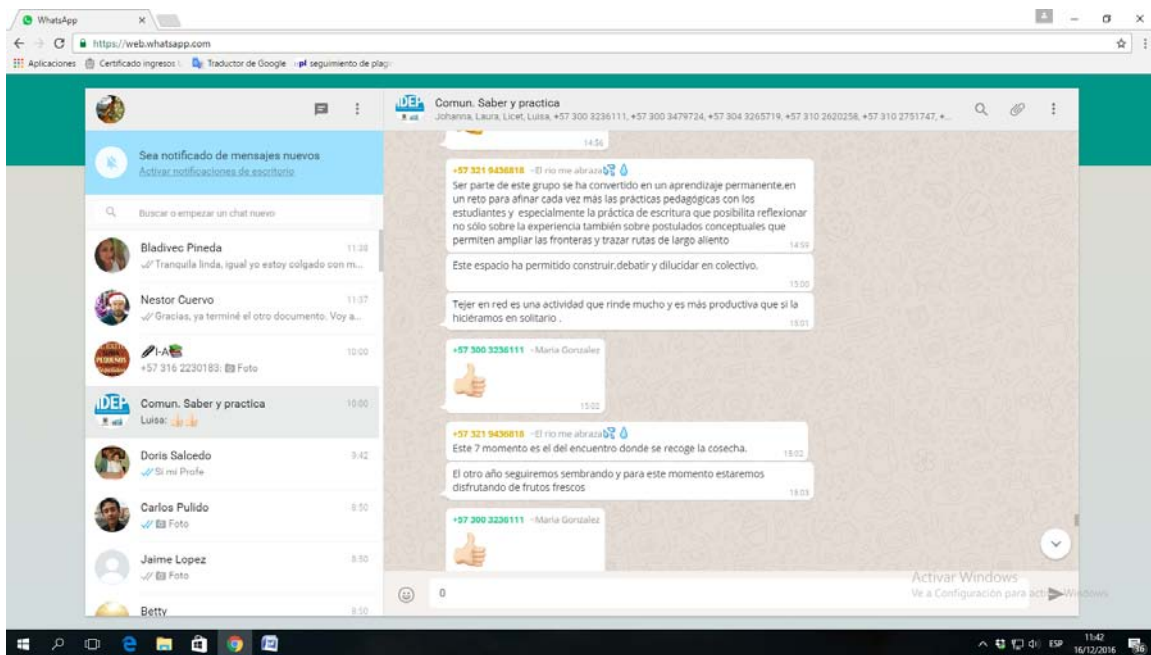 WhatsApp
https://web.whatsapp.com
Aplicaciones Certificado ingresos Traductor de Google pl seguimiento de plag
Sea notificado de mensajes nuevos
Activar notificaciones de escritorio
Buscar o empezar un chat nuevo
Bladivec Pineda 11:38
Tranquila linda, igual yo estoy colgado con m...
Nestor Cuervo 11:37
Gracias, ya terminé el otro documento. Voy a...
I-A 10:00
+57 316 2230183: Foto
Comun. Saber y practica 10:00
Luisa:
Doris Salcedo 9:42
Si mi Profe
Carlos Pulido 8:50
Foto
Jaime Lopez 8:50
Foto
Betty 8:50
IDEP
Comun. Saber y practica
Johanna, Laura, Licet, Luisa, +57 300 3236111, +57 300 3479724, +57 304 3265719, +57 310 2620258, +57 310 2751747, +...
14:56
+57 321 9436818 ~El rio me abraza
Ser parte de este grupo se ha convertido en un aprendizaje permanente,en
un reto para afinar cada vez más las prácticas pedagógicas con los
estudiantes y especialmente la práctica de escritura que posibilita reflexionar
no sólo sobre la experiencia también sobre postulados conceptuales que
permiten ampliar las fronteras y trazar rutas de largo aliento 14:59
Este espacio ha permitido construir,debatir y dilucidar en colectivo.
15:00
Tejer en red es una actividad que rinde mucho y es más productiva que si la
hiciéramos en solitario .
15:01
+57 300 3236111 ~Maria Gonzalez
15:02
+57 321 9436818 ~El rio me abraza
Este 7 momento es el del encuentro donde se recoge la cosecha. 15:02
El otro año seguiremos sembrando y para este momento estaremos
disfrutando de frutos frescos
15:03
+57 300 3236111 ~Maria Gonzalez
0
Activar Windows
Ve a Configuración para activar Windows
ESP
11:42
16/12/2016
36